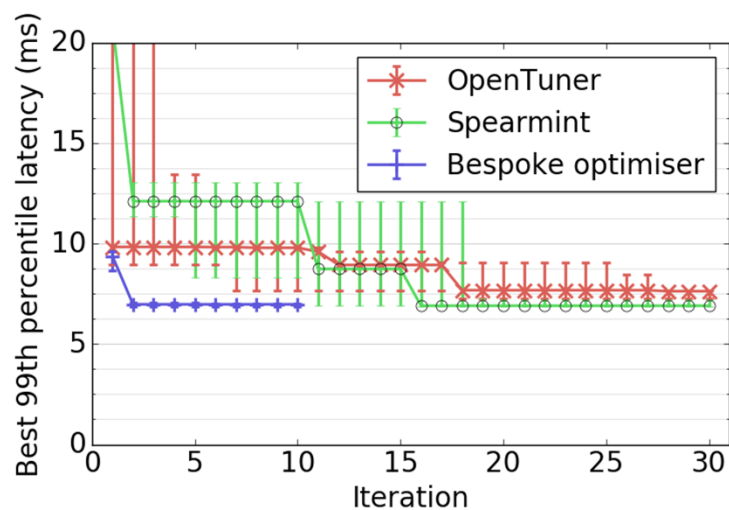 Best 99th percentile latency (ms)
20
15
10
5
0
OpenTuner
Spearmint
Bespoke optimiser
0 5 10 15 20 25 30
Iteration